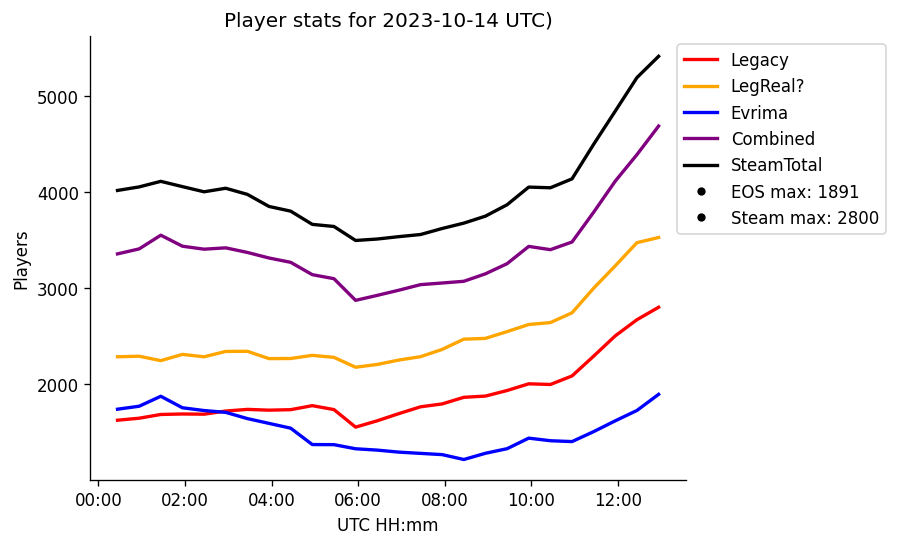 Player stats for 2023-10-14 UTC)
Players
5000
4000
3000
2000
00:00 02:00 04:00 06:00 08:00 10:00 12:00
UTC HH:mm
Legacy
LegReal?
Evrima
Combined
SteamTotal
EOS max: 1891
Steam max: 2800